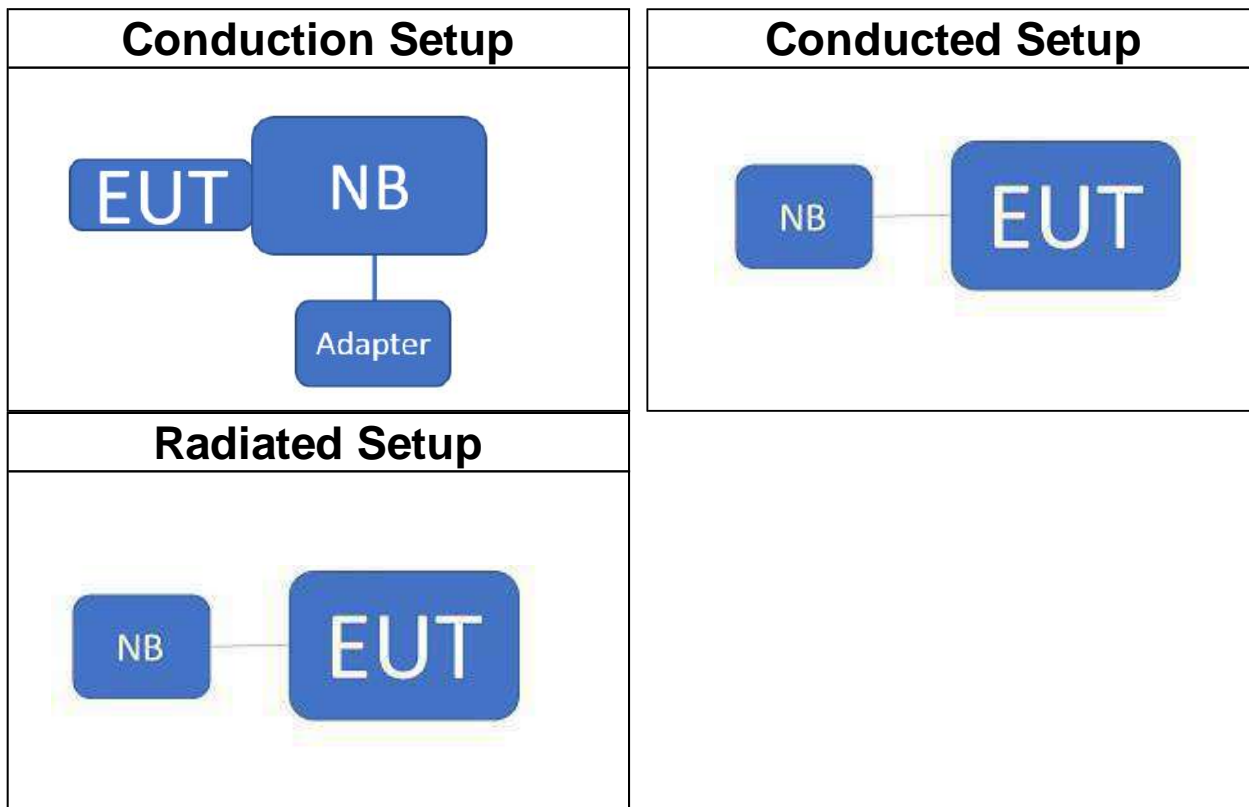 Conduction Setup
EUT
NB
Adapter
Conducted Setup
NB
EUT
Radiated Setup
NB
EUT